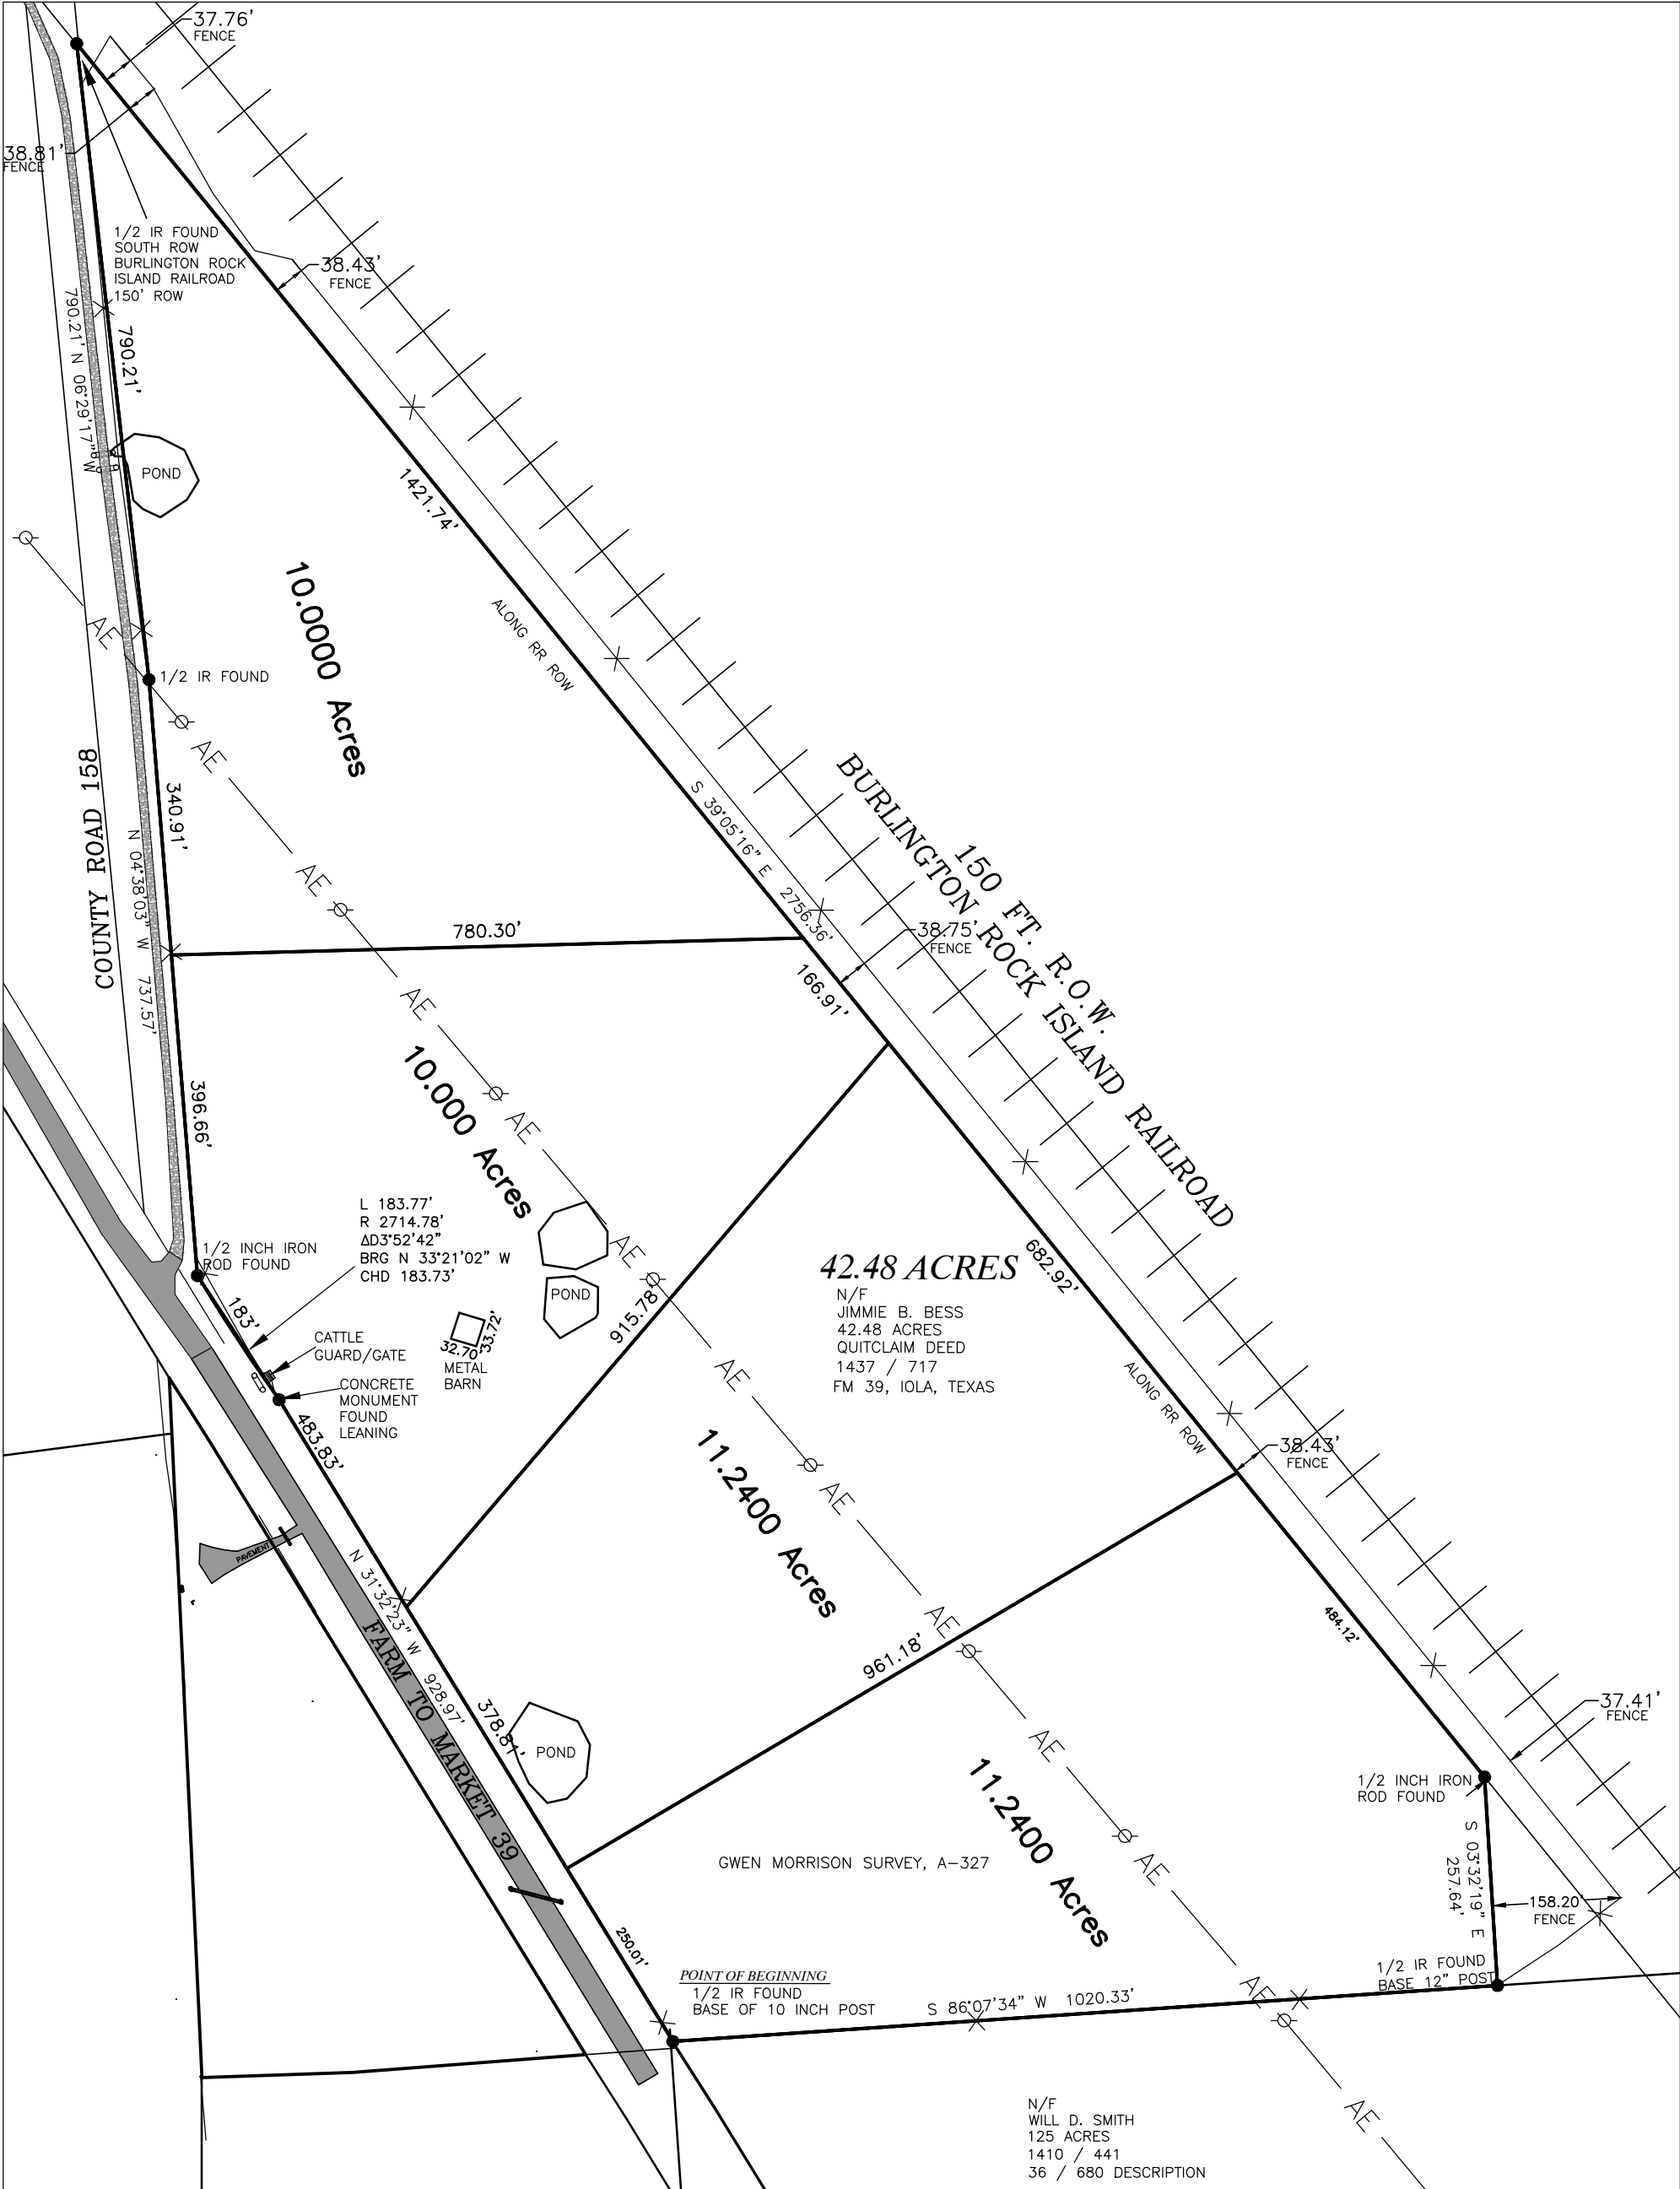 37.76'
FENCE
38.81'
FENCE
1/2 IR FOUND
SOUTH ROW
BURLINGTON ROCK
ISLAND RAILROAD
150' ROW
38.43'
FENCE
790.21' N 06°29'17" W
790.21'
POND
1421.74'
10.0000 Acres
ALONG RR ROW
AE
1/2 IR FOUND
AE
COUNTY ROAD 158
340.91'
N 04°38'03" W 737.57'
S 39°05'16" E 2756.36'
150 FT. R.O.W.
BURLINGTON ROCK ISLAND RAILROAD
AE
780.30'
38.75'
FENCE
166.91'
AE
10.000 Acres
AE
396.66'
L 183.77'
R 2714.78'
ΔD3°52'42"
BRG N 33°21'02" W
CHD 183.73'
1/2 INCH IRON
ROD FOUND
183'
AE
42.48 ACRES
N/F
JIMMIE B. BESS
42.48 ACRES
QUITCLAIM DEED
1437 / 717
FM 39, IOLA, TEXAS
682.92'
POND
915.78'
CATTLE
GUARD/GATE
32.70'
33.72'
METAL
BARN
CONCRETE
MONUMENT
FOUND
LEANING
AE
ALONG RR ROW
483.83'
38.43'
FENCE
11.2400 Acres
AE
PAVEMENT
N 31°32'23" W 928.97'
FARM TO MARKET 39
AE
961.18'
484.12'
378.81'
POND
37.41'
FENCE
AE
11.2400 Acres
1/2 INCH IRON
ROD FOUND
S 03°32'19" E
257.64'
GWEN MORRISON SURVEY, A-327
AE
158.20'
FENCE
250.01'
POINT OF BEGINNING
1/2 IR FOUND
BASE OF 10 INCH POST
1/2 IR FOUND
BASE 12" POST
S 86°07'34" W 1020.33'
AE
N/F
WILL D. SMITH
125 ACRES
1410 / 441
36 / 680 DESCRIPTION
AE